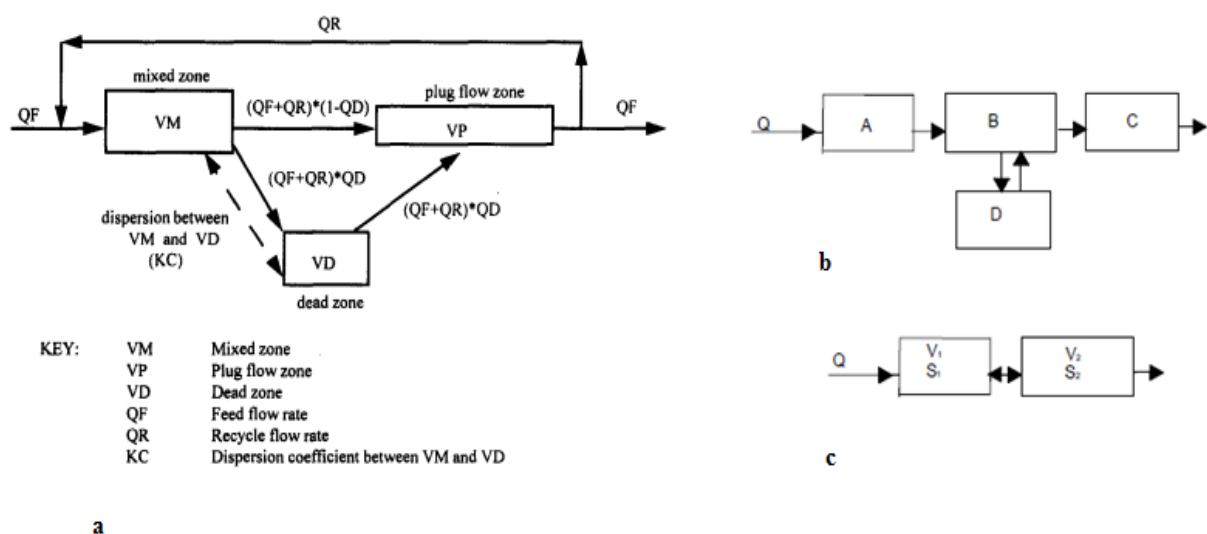 QR
mixed zone
QF
VM
(QF+QR)*(1-QD)
plug flow zone
VP
QF
(QF+QR)*QD
(QF+QR)*QD
dispersion between
VM and VD
(KC)
VD
dead zone
KEY:
VM Mixed zone
VP Plug flow zone
VD Dead zone
QF Feed flow rate
QR Recycle flow rate
KC Dispersion coefficient between VM and VD
a
Q
A
B
C
D
b
Q
V₁
S₁
V₂
S₂
c